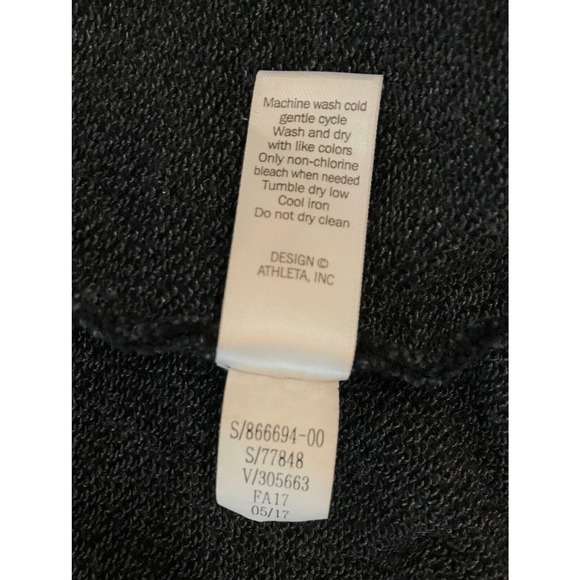 Machine wash cold
gentle cycle
Wash and dry
with like colors
Only non-chlorine
bleach when needed
Tumble dry low
Cool iron
Do not dry clean
DESIGN ©
ATHLETA, INC
S/866694-00
S/77848
V/305663
FA17
05/17